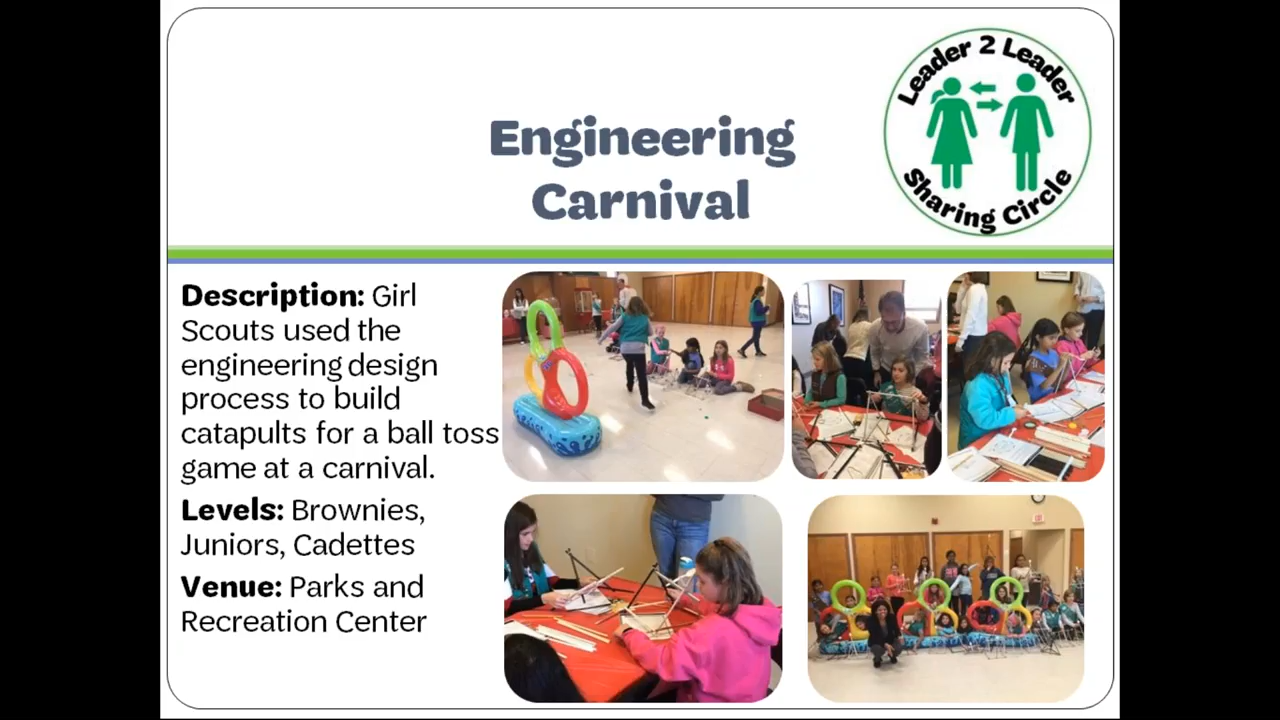 Leader 2 Leader
Sharing Circle
Engineering
Carnival
Description: Girl
Scouts used the
engineering design
process to build
catapults for a ball toss
game at a carnival.
Levels: Brownies,
Juniors, Cadettes
Venue: Parks and
Recreation Center